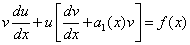 v du/dx + u[dv/dx + a₁(x)v] = f(x)